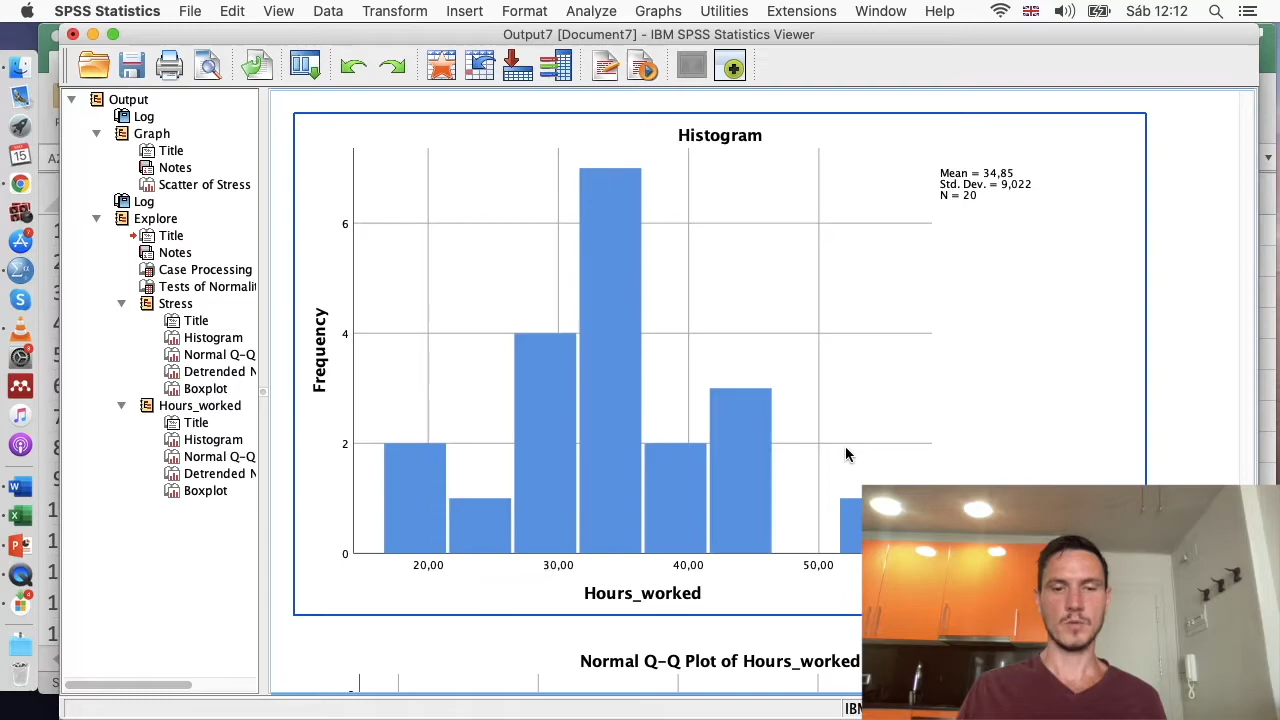 SPSS Statistics File Edit View Data Transform Insert Format Analyze Graphs Utilities Extensions Window Help Sáb 12:12
Output7 [Document7] - IBM SPSS Statistics Viewer
Output
Log
Graph
Title
Notes
Scatter of Stress
Log
Explore
Title
Notes
Case Processing
Tests of Normali
Stress
Title
Histogram
Normal Q-Q
Detrended N
Boxplot
Hours_worked
Title
Histogram
Normal Q-Q
Detrended N
Boxplot
Histogram
Mean = 34,85
Std. Dev. = 9,022
N = 20
Frequency
6
4
2
0
20,00 30,00 40,00 50,00
Hours_worked
Normal Q-Q Plot of Hours_worked
IBM
15